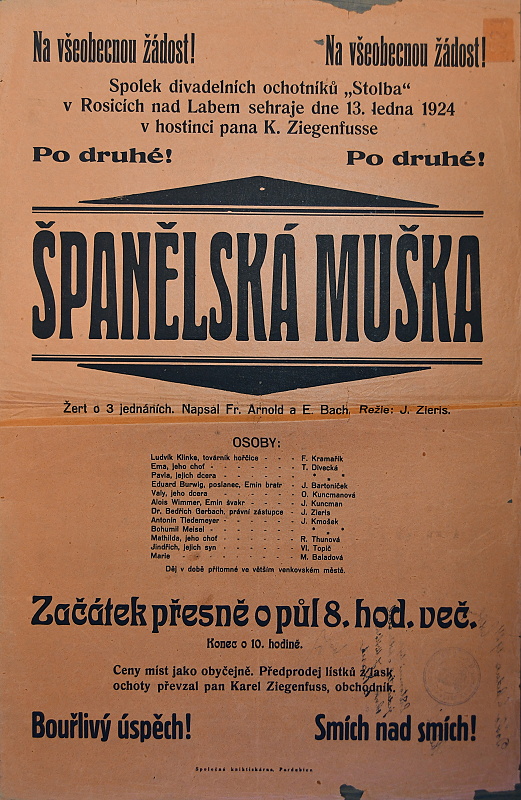 Na všeobecnou žádost! Na všeobecnou žádost!
Spolek divadelních ochotníků „Stolba“
v Rosicích nad Labem sehraje dne 13. ledna 1924
v hostinci pana K. Ziegenfusse
Po druhé! Po druhé!
ŠPANĚLSKÁ MUŠKA
Žert o 3 jednáních. Napsal Fr. Arnold a E. Bach. Režie: J. Zleris.
OSOBY:
Ludvík Klinke, továrník hořčice - - - F. Kramařík
Ema, jeho choť - - - - - T. Divecká
Pavla, jejich dcera - - - - * * *
Eduard Burwig, poslanec, Emin bratr - J. Bartoníček
Valy, jeho dcera - - - - - O. Kuncmanová
Alois Wimmer, Emin švakr - - - - J. Kuncman
Dr. Bedřich Gerbach, právní zástupce - J. Zleris
Antonín Tiedemeyer - - - - J. Kmošek
Bohumil Meisel - - - - - * * *
Mathilda, jeho choť - - - - R. Thunová
Jindřich, jejich syn - - - - Vl. Topič
Marie - - - - - - M. Baladová
Děj v době přítomné ve větším venkovském městě.
Začátek přesně o půl 8. hod. več.
Konec o 10. hodině.
Ceny míst jako obyčejně. Předprodej lístků z lask
ochoty převzal pan Karel Ziegenfuss, obchodník.
Bouřlivý úspěch! Smích nad smích!
Společná knihtiskárna, Pardubice